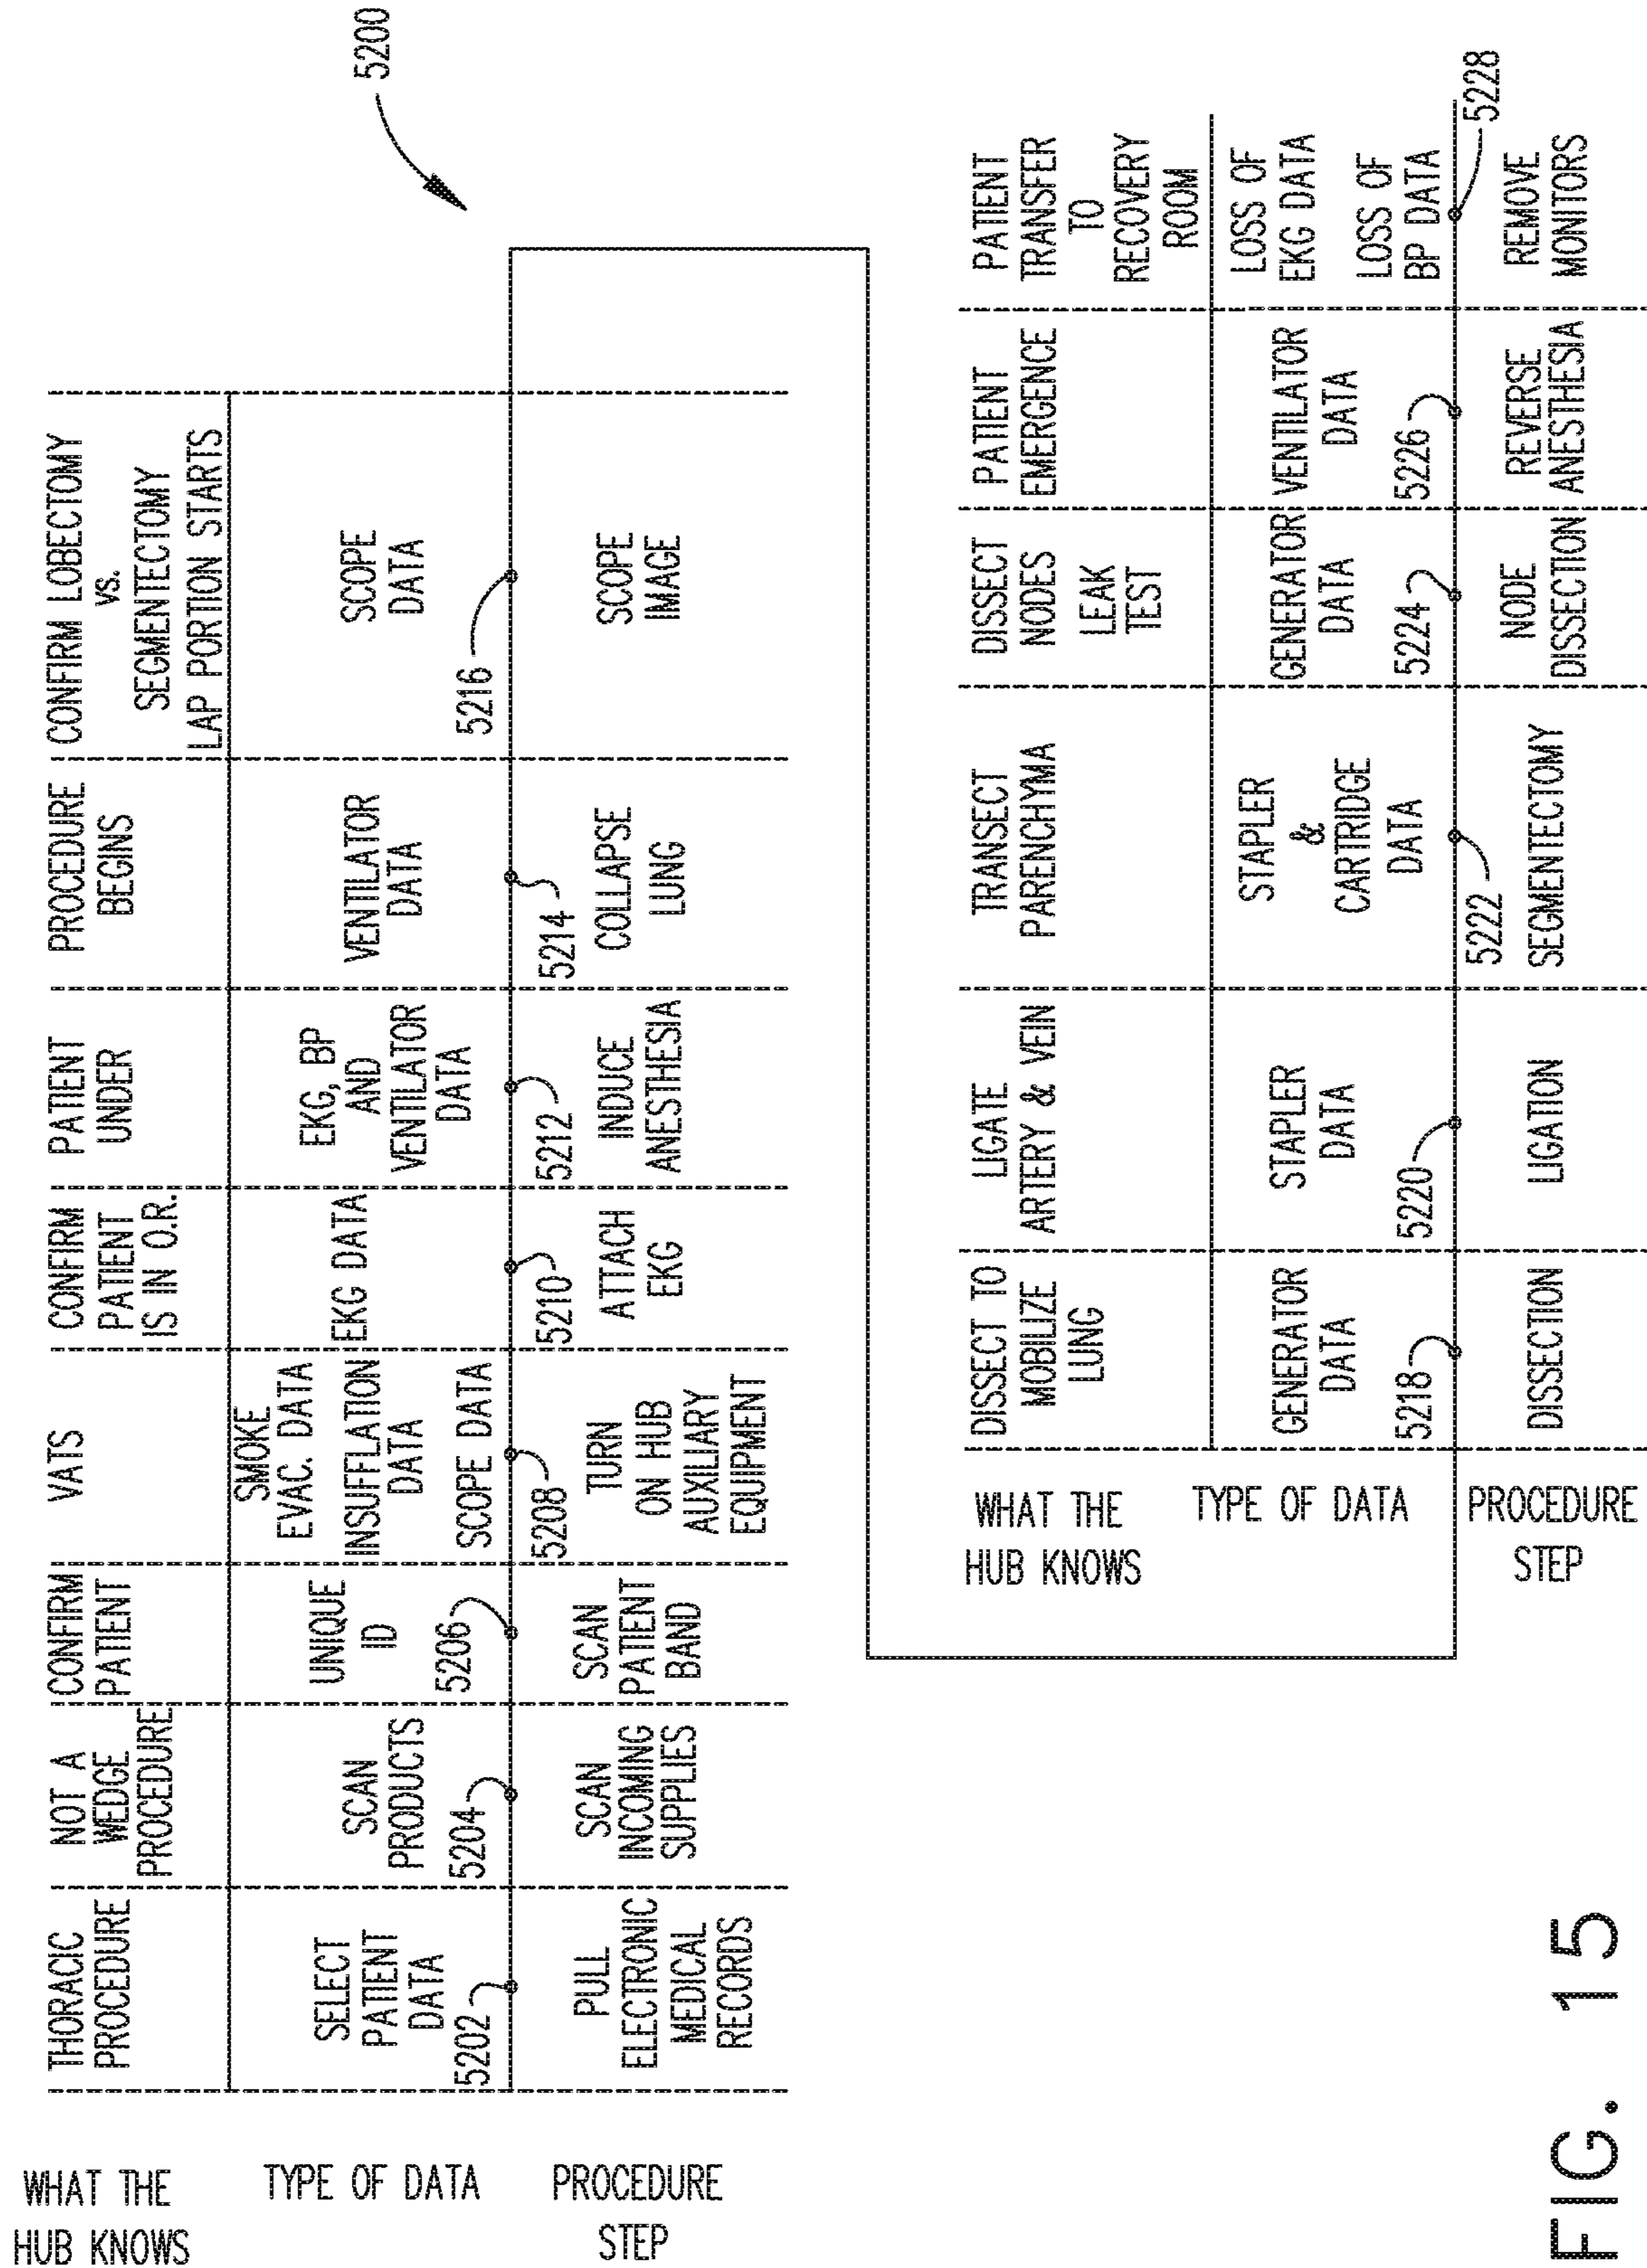 5200
WHAT THE
HUB KNOWS
THORACIC
PROCEDURE
NOT A
WEDGE
PROCEDURE
CONFIRM
PATIENT
VATS
CONFIRM
PATIENT
IS IN O.R.
PATIENT
UNDER
PROCEDURE
BEGINS
CONFIRM LOBECTOMY
vs.
SEGMENTECTOMY
LAP PORTION STARTS
TYPE OF DATA
SELECT
PATIENT
DATA
5202
SCAN
PRODUCTS
5204
UNIQUE
ID
5206
SMOKE
EVAC. DATA
INSUFFLATION
DATA
SCOPE DATA
5208
EKG DATA
5210
EKG, BP
AND
VENTILATOR
DATA
5212
VENTILATOR
DATA
5214
SCOPE
DATA
5216
PROCEDURE
STEP
PULL
ELECTRONIC
MEDICAL
RECORDS
SCAN
INCOMING
SUPPLIES
SCAN
PATIENT
BAND
TURN
ON HUB
AUXILIARY
EQUIPMENT
ATTACH
EKG
INDUCE
ANESTHESIA
COLLAPSE
LUNG
SCOPE
IMAGE
WHAT THE
HUB KNOWS
DISSECT TO
MOBILIZE
LUNG
LIGATE
ARTERY & VEIN
TRANSECT
PARENCHYMA
DISSECT
NODES
LEAK
TEST
PATIENT
EMERGENCE
PATIENT
TRANSFER
TO
RECOVERY
ROOM
TYPE OF DATA
GENERATOR
DATA
5218
STAPLER
DATA
5220
STAPLER
&
CARTRIDGE
DATA
5222
GENERATOR
DATA
5224
VENTILATOR
DATA
5226
LOSS OF
EKG DATA
LOSS OF
BP DATA
5228
PROCEDURE
STEP
DISSECTION
LIGATION
SEGMENTECTOMY
NODE
DISSECTION
REVERSE
ANESTHESIA
REMOVE
MONITORS
FIG. 15